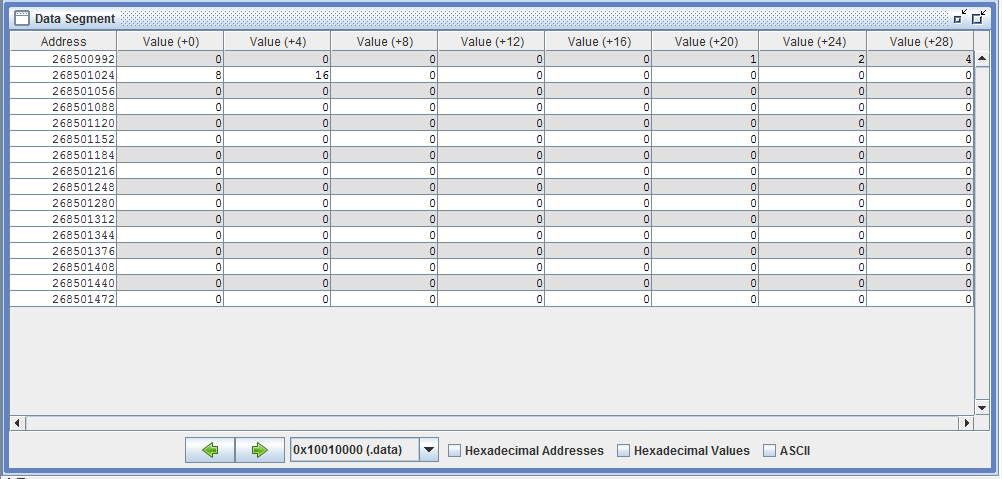 Data Segment
Address Value (+0) Value (+4) Value (+8) Value (+12) Value (+16) Value (+20) Value (+24) Value (+28)
268500992 0 0 0 0 0 1 2 4
268501024 8 16 0 0 0 0 0 0
268501056 0 0 0 0 0 0 0 0
268501088 0 0 0 0 0 0 0 0
268501120 0 0 0 0 0 0 0 0
268501152 0 0 0 0 0 0 0 0
268501184 0 0 0 0 0 0 0 0
268501216 0 0 0 0 0 0 0 0
268501248 0 0 0 0 0 0 0 0
268501280 0 0 0 0 0 0 0 0
268501312 0 0 0 0 0 0 0 0
268501344 0 0 0 0 0 0 0 0
268501376 0 0 0 0 0 0 0 0
268501408 0 0 0 0 0 0 0 0
268501440 0 0 0 0 0 0 0 0
268501472 0 0 0 0 0 0 0 0
0x10010000 (.data) Hexadecimal Addresses Hexadecimal Values ASCII